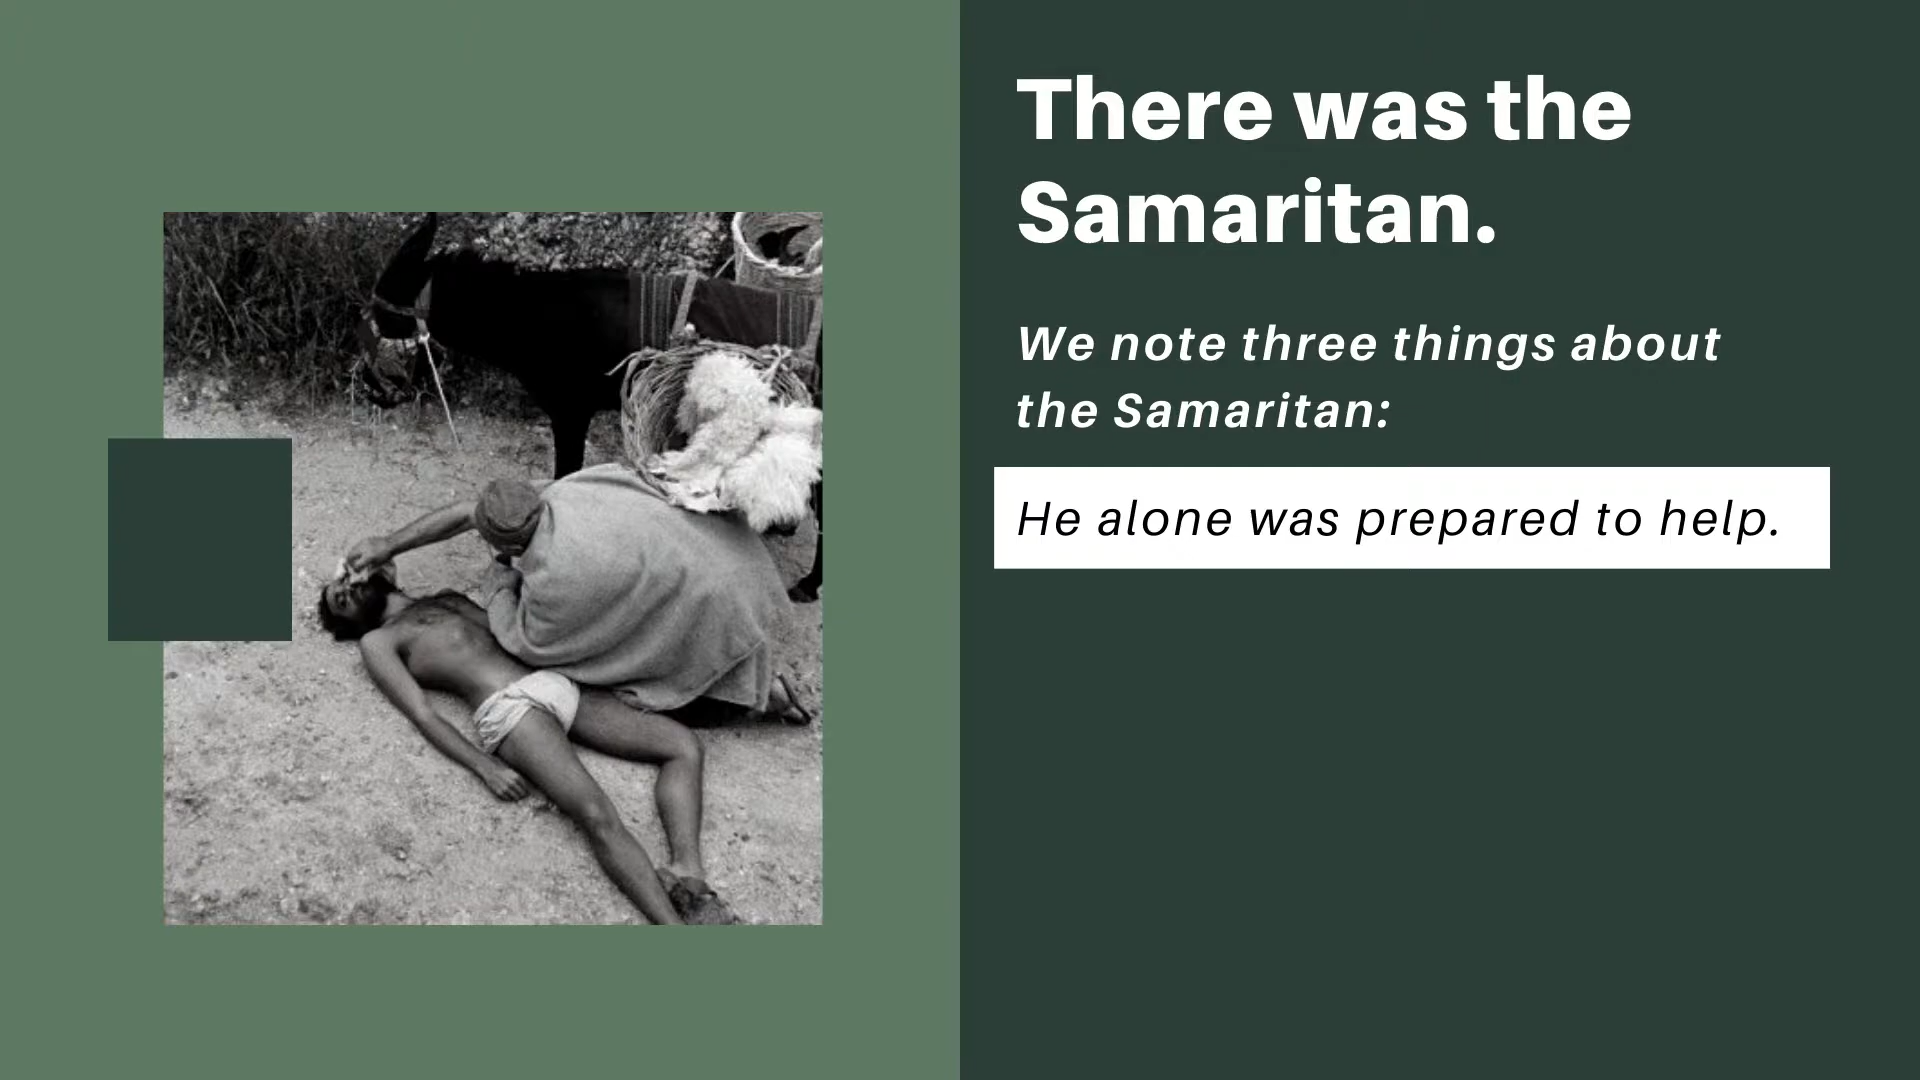 There was the
Samaritan.
We note three things about
the Samaritan:
He alone was prepared to help.